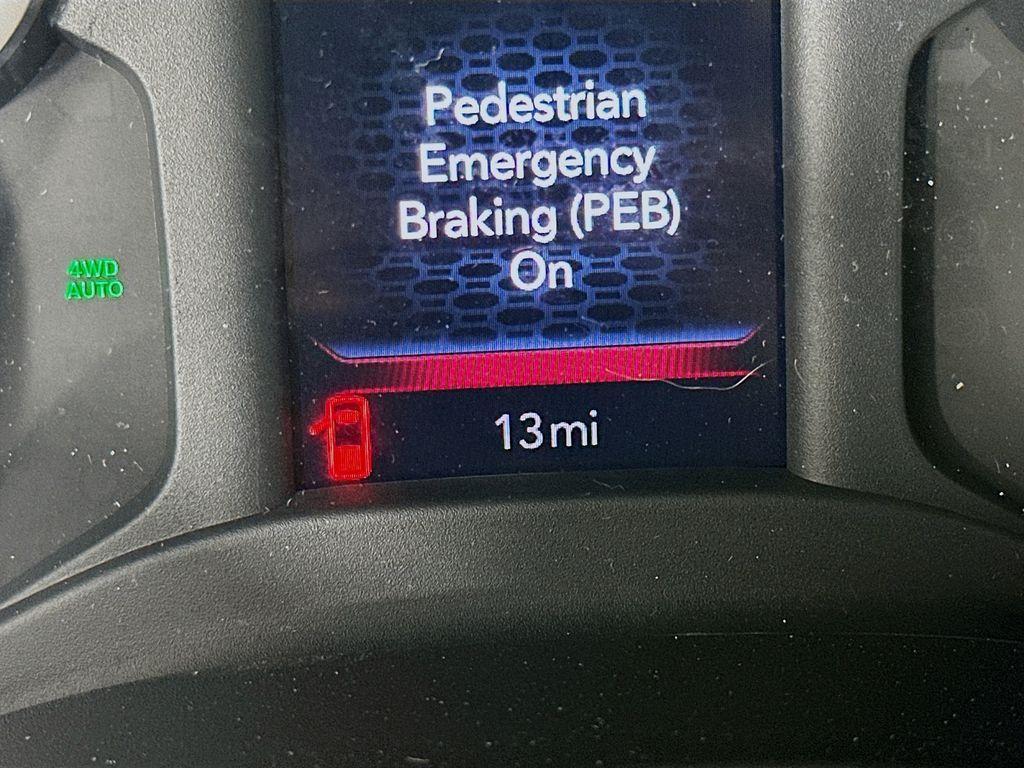 Pedestrian
Emergency
Braking (PEB)
On
4WD
AUTO
13mi